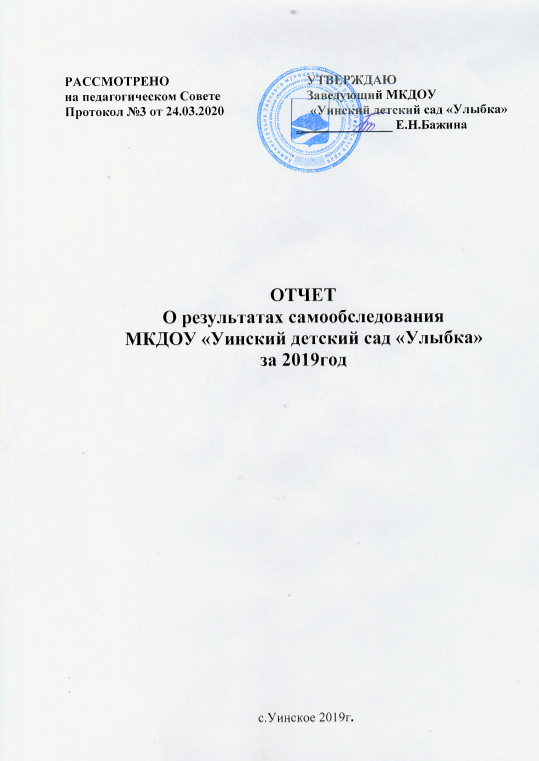 РАССМОТРЕНО
на педагогическом Совете
Протокол №3 от 24.03.2020
УТВЕРЖДАЮ
Заведующий МКДОУ
«Уинский детский сад «Улыбка»
Е.Н.Бажина
ОТЧЕТ
О результатах самообследования
МКДОУ «Уинский детский сад «Улыбка»
за 2019год
с.Уинское 2019г.